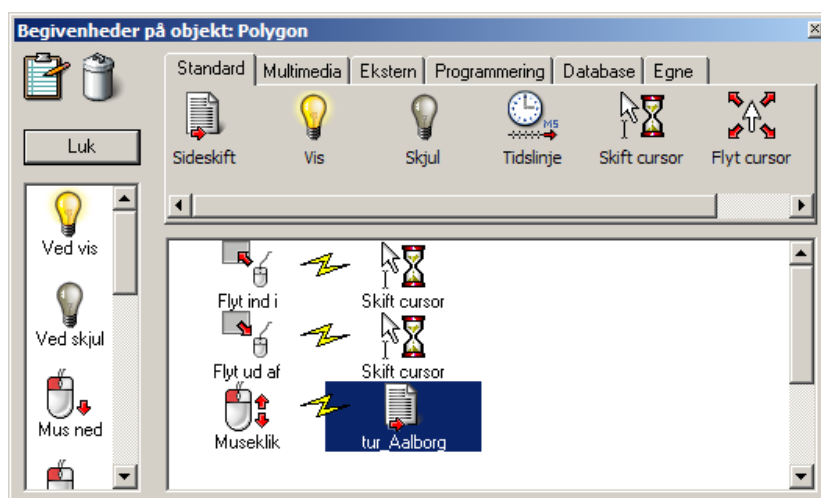 Begivenheder på objekt: Polygon
Standard Multimedia Ekstern Programmering Database Egne
Luk
MS
Sideskift Vis Skjul Tidslinje Skift cursor Flyt cursor
Ved vis
Ved skjul
Mus ned
Flyt ind i Skift cursor
Flyt ud af Skift cursor
Museklik tur_Aalborg